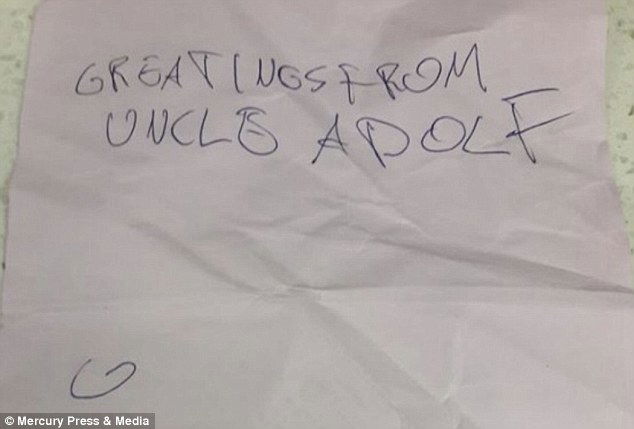 GREATINGS FROM
UNCLE ADOLF
G
© Mercury Press & Media